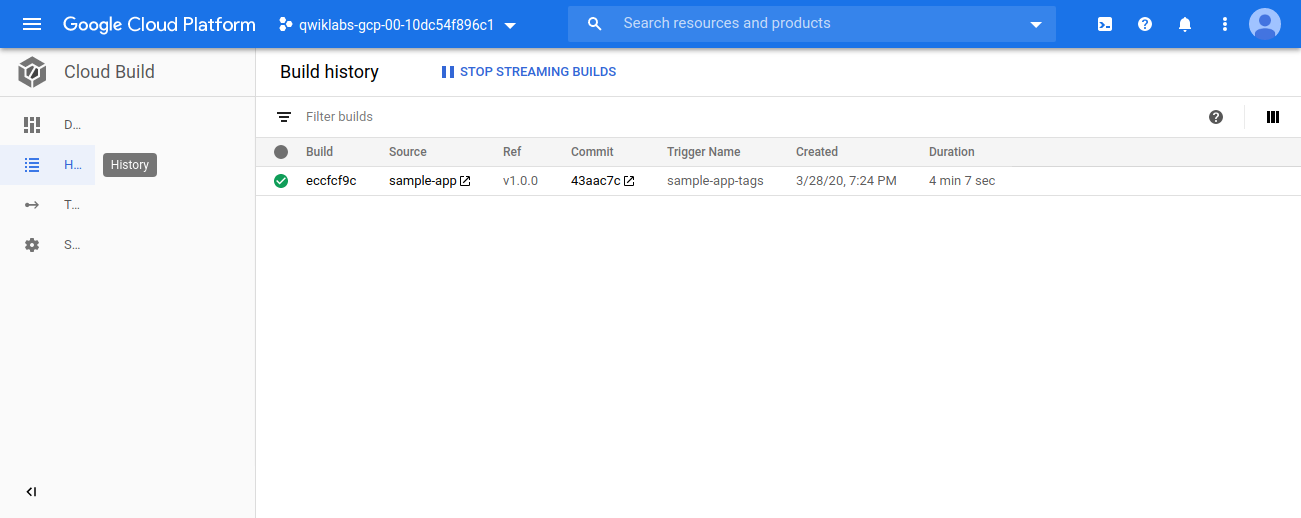 Google Cloud Platform
qwiklabs-gcp-00-10dc54f896c1
Search resources and products
Cloud Build
Build history
STOP STREAMING BUILDS
D...
Filter builds
H...
History
Build Source Ref Commit Trigger Name Created Duration
eccfcf9c sample-app v1.0.0 43aac7c sample-app-tags 3/28/20, 7:24 PM 4 min 7 sec
T...
S...